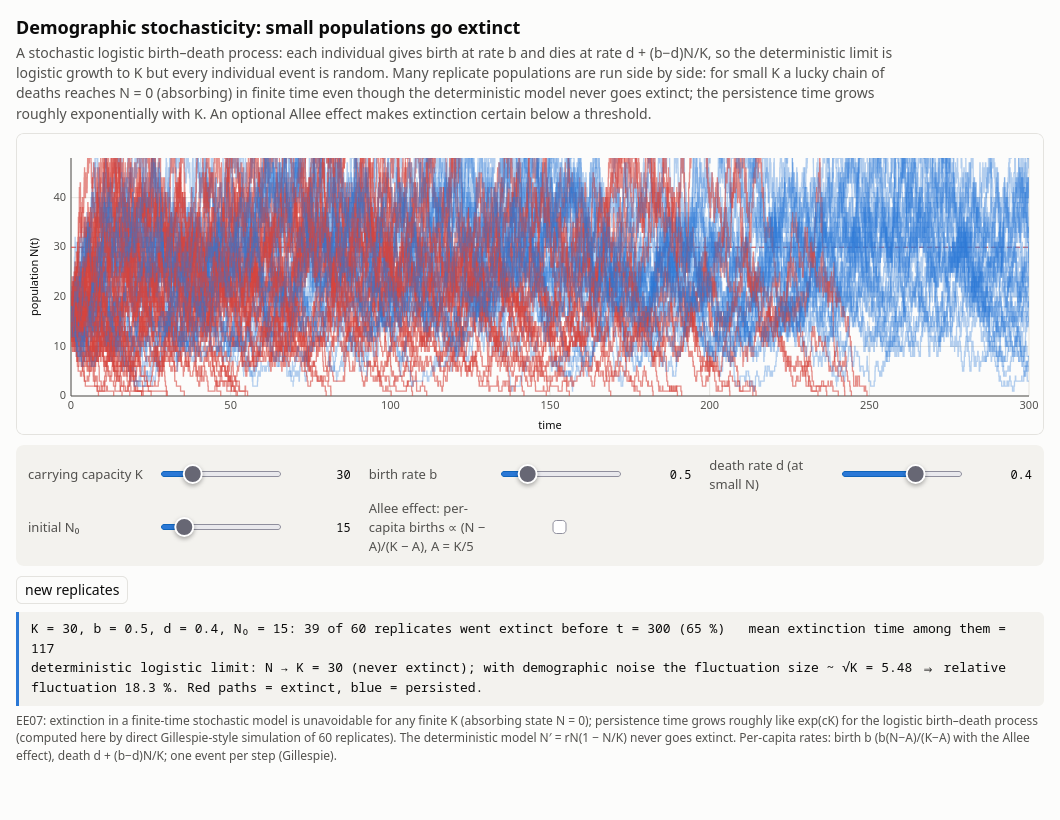 Demographic stochasticity: small populations go extinct
A stochastic logistic birth–death process: each individual gives birth at rate b and dies at rate d + (b−d)N/K, so the deterministic limit is
logistic growth to K but every individual event is random. Many replicate populations are run side by side: for small K a lucky chain of
deaths reaches N = 0 (absorbing) in finite time even though the deterministic model never goes extinct; the persistence time grows
roughly exponentially with K. An optional Allee effect makes extinction certain below a threshold.
40
30
20
10
0
population N(t)
0 50 100 150 200 250 300
time
carrying capacity K 30 birth rate b 0.5 death rate d (at
small N) 0.4
initial N₀ 15 Allee effect: per-
capita births ∝ (N −
A)/(K − A), A = K/5
new replicates
K = 30, b = 0.5, d = 0.4, N₀ = 15: 39 of 60 replicates went extinct before t = 300 (65 %) mean extinction time among them =
117
deterministic logistic limit: N → K = 30 (never extinct); with demographic noise the fluctuation size ~ √K = 5.48 ⇒ relative
fluctuation 18.3 %. Red paths = extinct, blue = persisted.
EE07: extinction in a finite-time stochastic model is unavoidable for any finite K (absorbing state N = 0); persistence time grows roughly like exp(cK) for the logistic birth–death process
(computed here by direct Gillespie-style simulation of 60 replicates). The deterministic model N′ = rN(1 − N/K) never goes extinct. Per-capita rates: birth b (b(N−A)/(K−A) with the Allee
effect), death d + (b−d)N/K; one event per step (Gillespie).